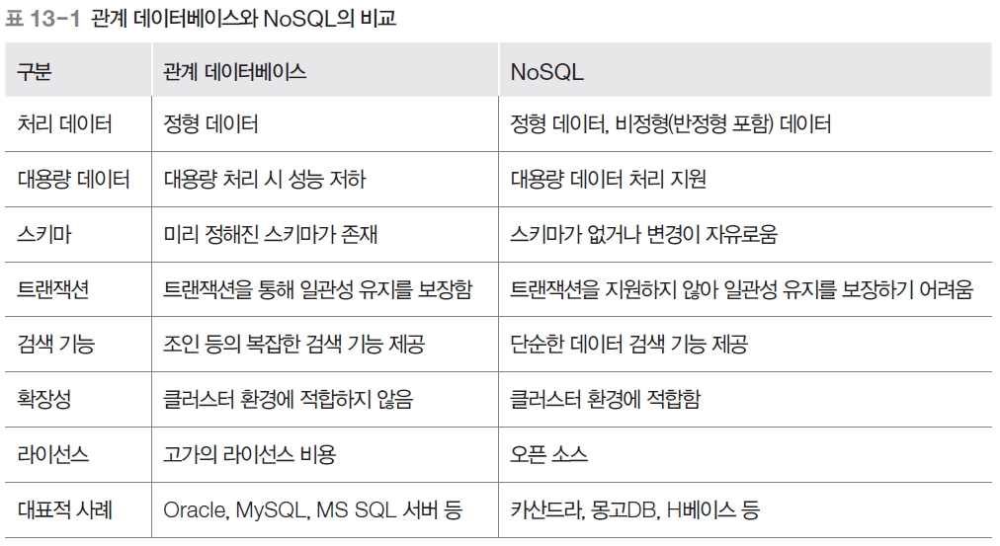 표 13-1 관계 데이터베이스와 NoSQL의 비교
구분 관계 데이터베이스 NoSQL
처리 데이터 정형 데이터 정형 데이터, 비정형(반정형 포함) 데이터
대용량 데이터 대용량 처리 시 성능 저하 대용량 데이터 처리 지원
스키마 미리 정해진 스키마가 존재 스키마가 없거나 변경이 자유로움
트랜잭션 트랜잭션을 통해 일관성 유지를 보장함 트랜잭션을 지원하지 않아 일관성 유지를 보장하기 어려움
검색 기능 조인 등의 복잡한 검색 기능 제공 단순한 데이터 검색 기능 제공
확장성 클러스터 환경에 적합하지 않음 클러스터 환경에 적합함
라이선스 고가의 라이선스 비용 오픈 소스
대표적 사례 Oracle, MySQL, MS SQL 서버 등 카산드라, 몽고DB, H베이스 등